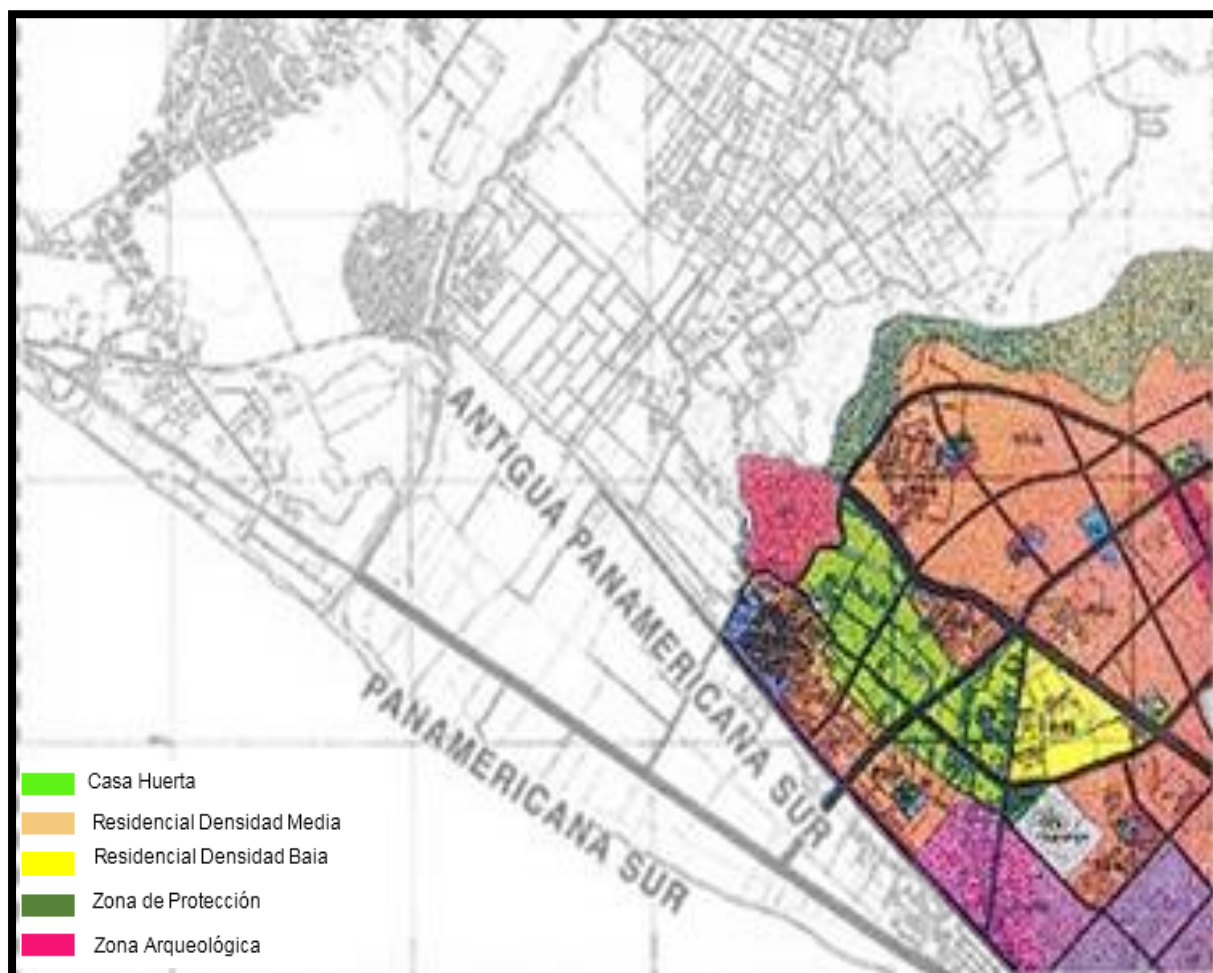 ANTIGUA PANAMERICANA SUR
PANAMERICANA SUR
Casa Huerta
Residencial Densidad Media
Residencial Densidad Baia
Zona de Protección
Zona Arqueológica